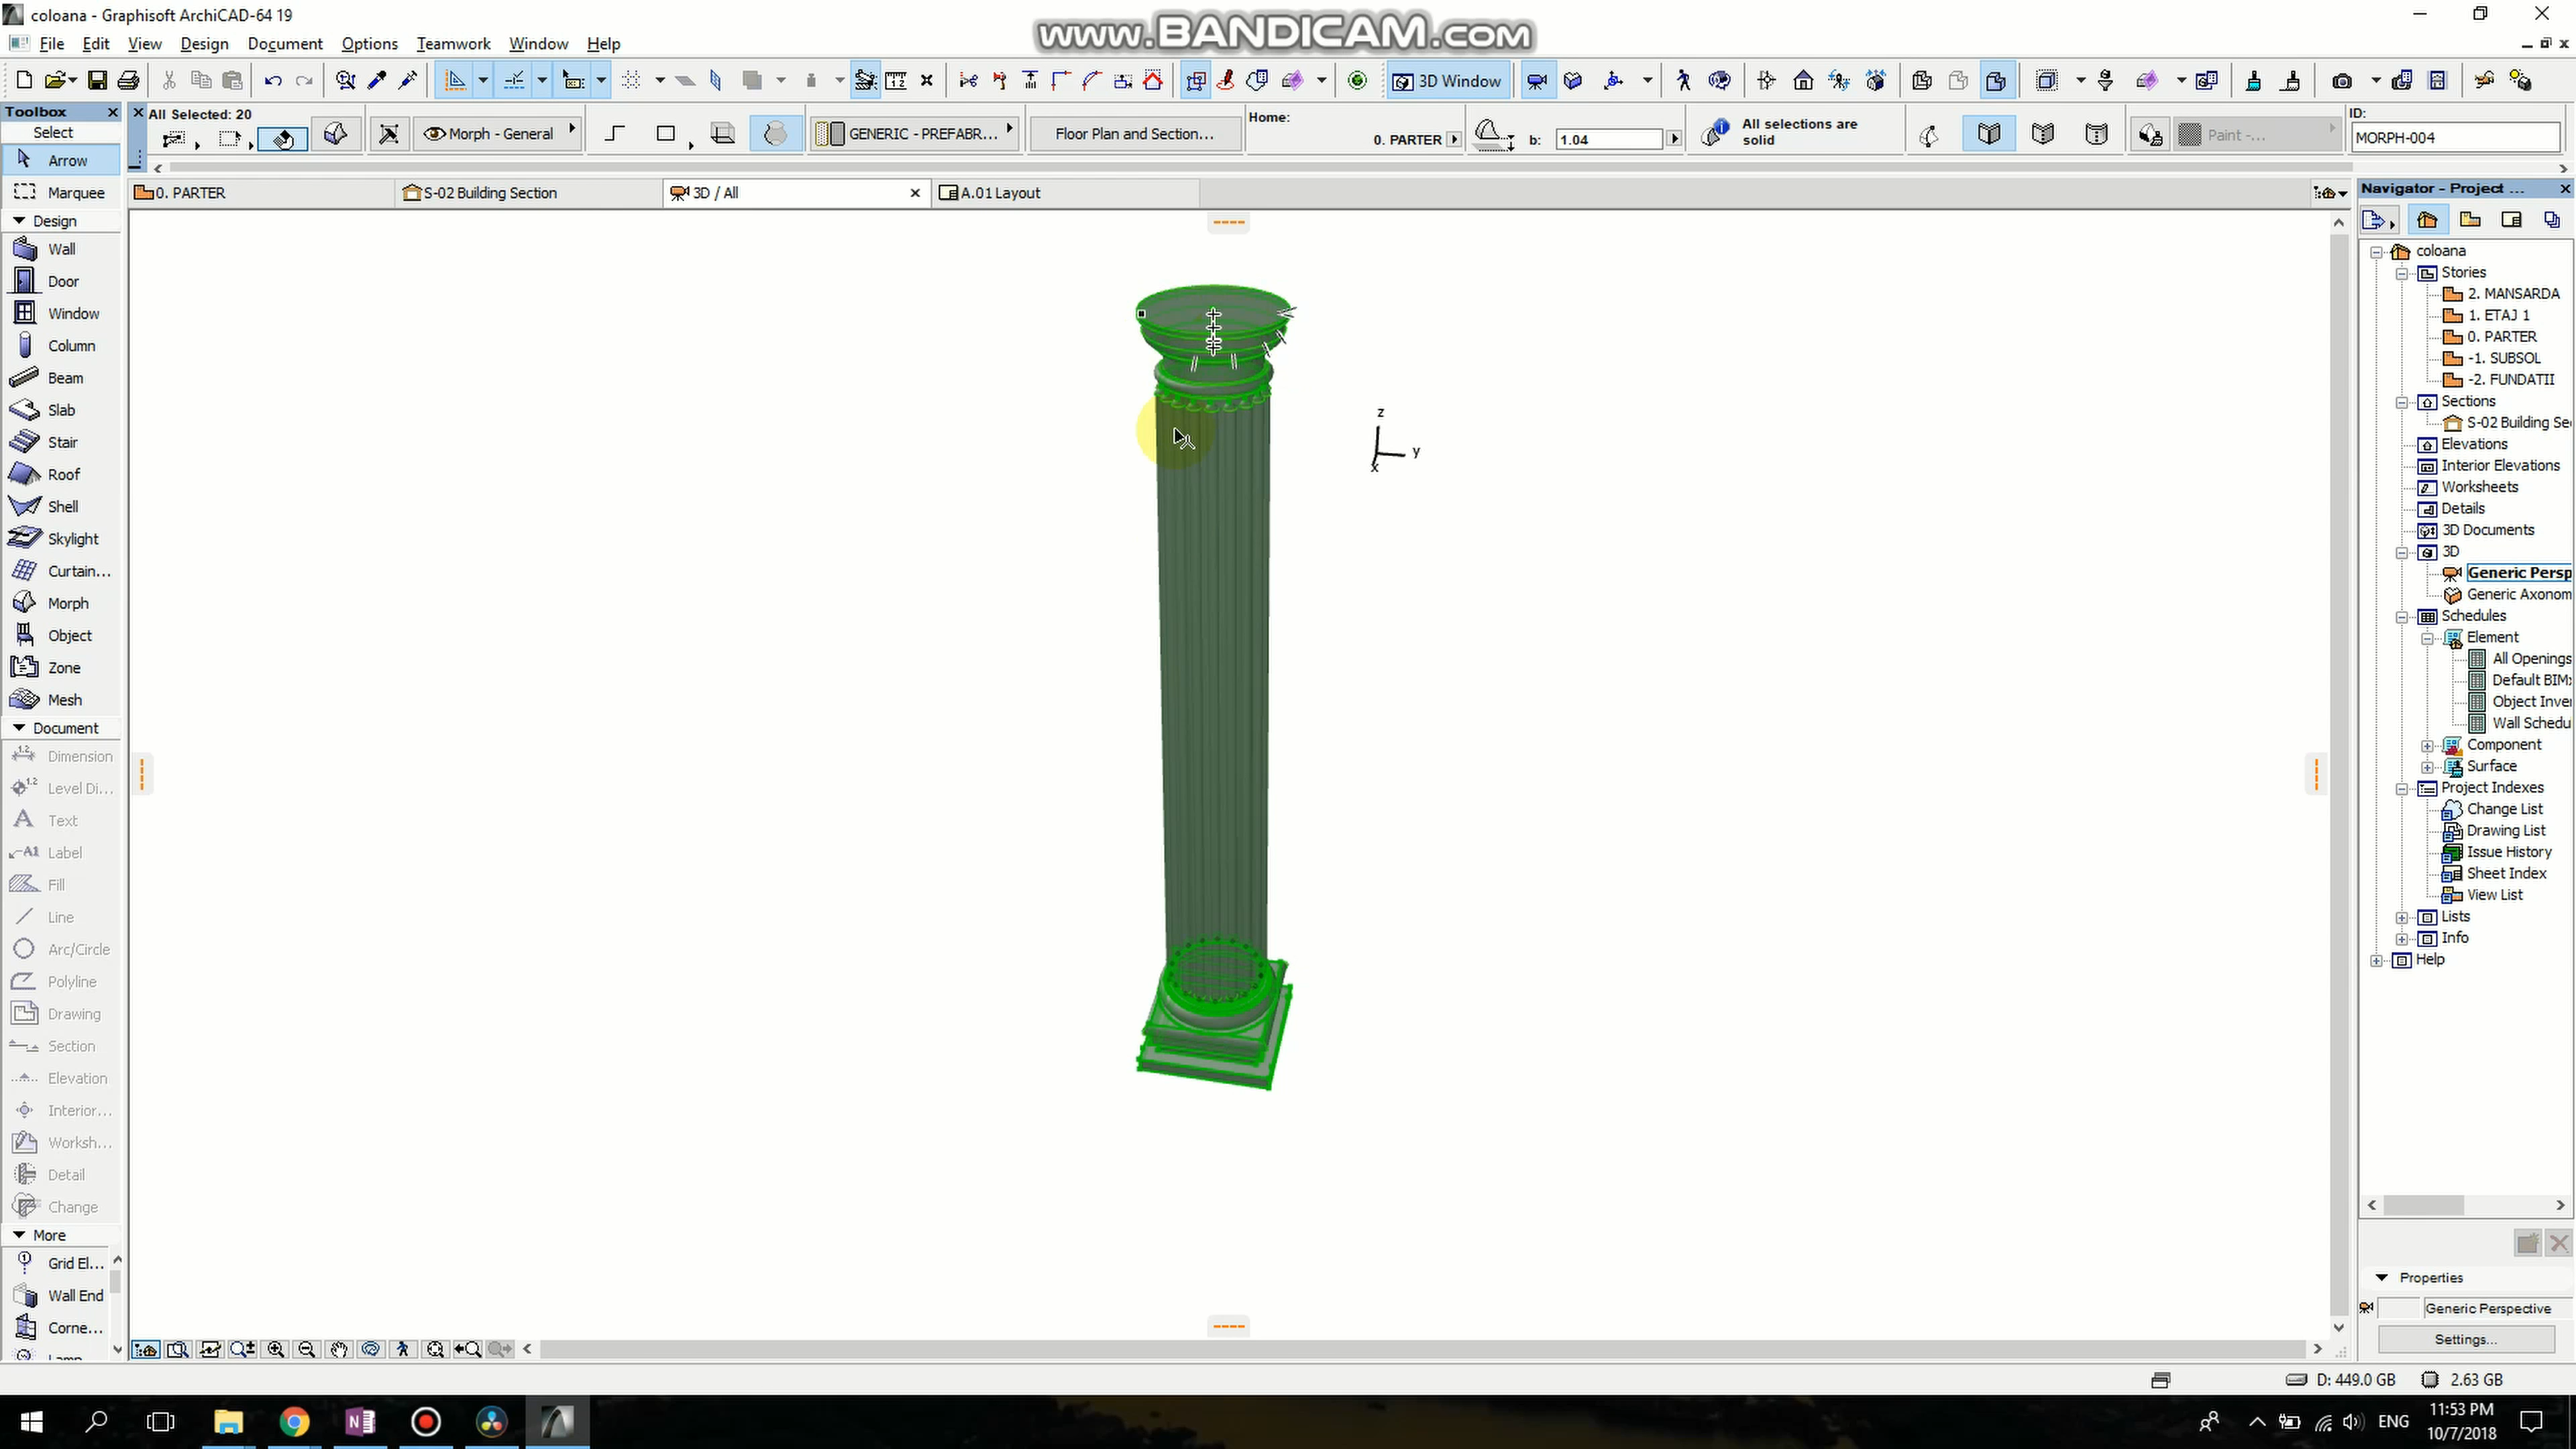 coloana - Graphisoft ArchiCAD-64 19
www.BANDICAM.com
File Edit View Design Document Options Teamwork Window Help
3D Window
Toolbox
Select
Arrow
Marquee
Design
Wall
Door
Window
Column
Beam
Slab
Stair
Roof
Shell
Skylight
Curtain...
Morph
Object
Zone
Mesh
Document
Dimension
Level Di...
Text
Label
Fill
Line
Arc/Circle
Polyline
Drawing
Section
Elevation
Interior...
Worksh...
Detail
Change
More
Grid El...
Wall End
Corne...
All Selected: 20
Morph - General
GENERIC - PREFABR...
Floor Plan and Section...
Home:
0. PARTER
b: 1.04
All selections are
solid
Paint -...
ID:
MORPH-004
0. PARTER
S-02 Building Section
3D / All
A.01 Layout
z
y
x
Navigator - Project ...
coloana
Stories
2. MANSARDA
1. ETAJ 1
0. PARTER
-1. SUBSOL
-2. FUNDATII
Sections
S-02 Building Se
Elevations
Interior Elevations
Worksheets
Details
3D Documents
3D
Generic Persp
Generic Axonom
Schedules
Element
All Openings
Default BIM
Object Inve
Wall Schedu
Component
Surface
Project Indexes
Change List
Drawing List
Issue History
Sheet Index
View List
Lists
Info
Help
Properties
Generic Perspective
Settings...
D: 449.0 GB 2.63 GB
ENG
11:53 PM
10/7/2018